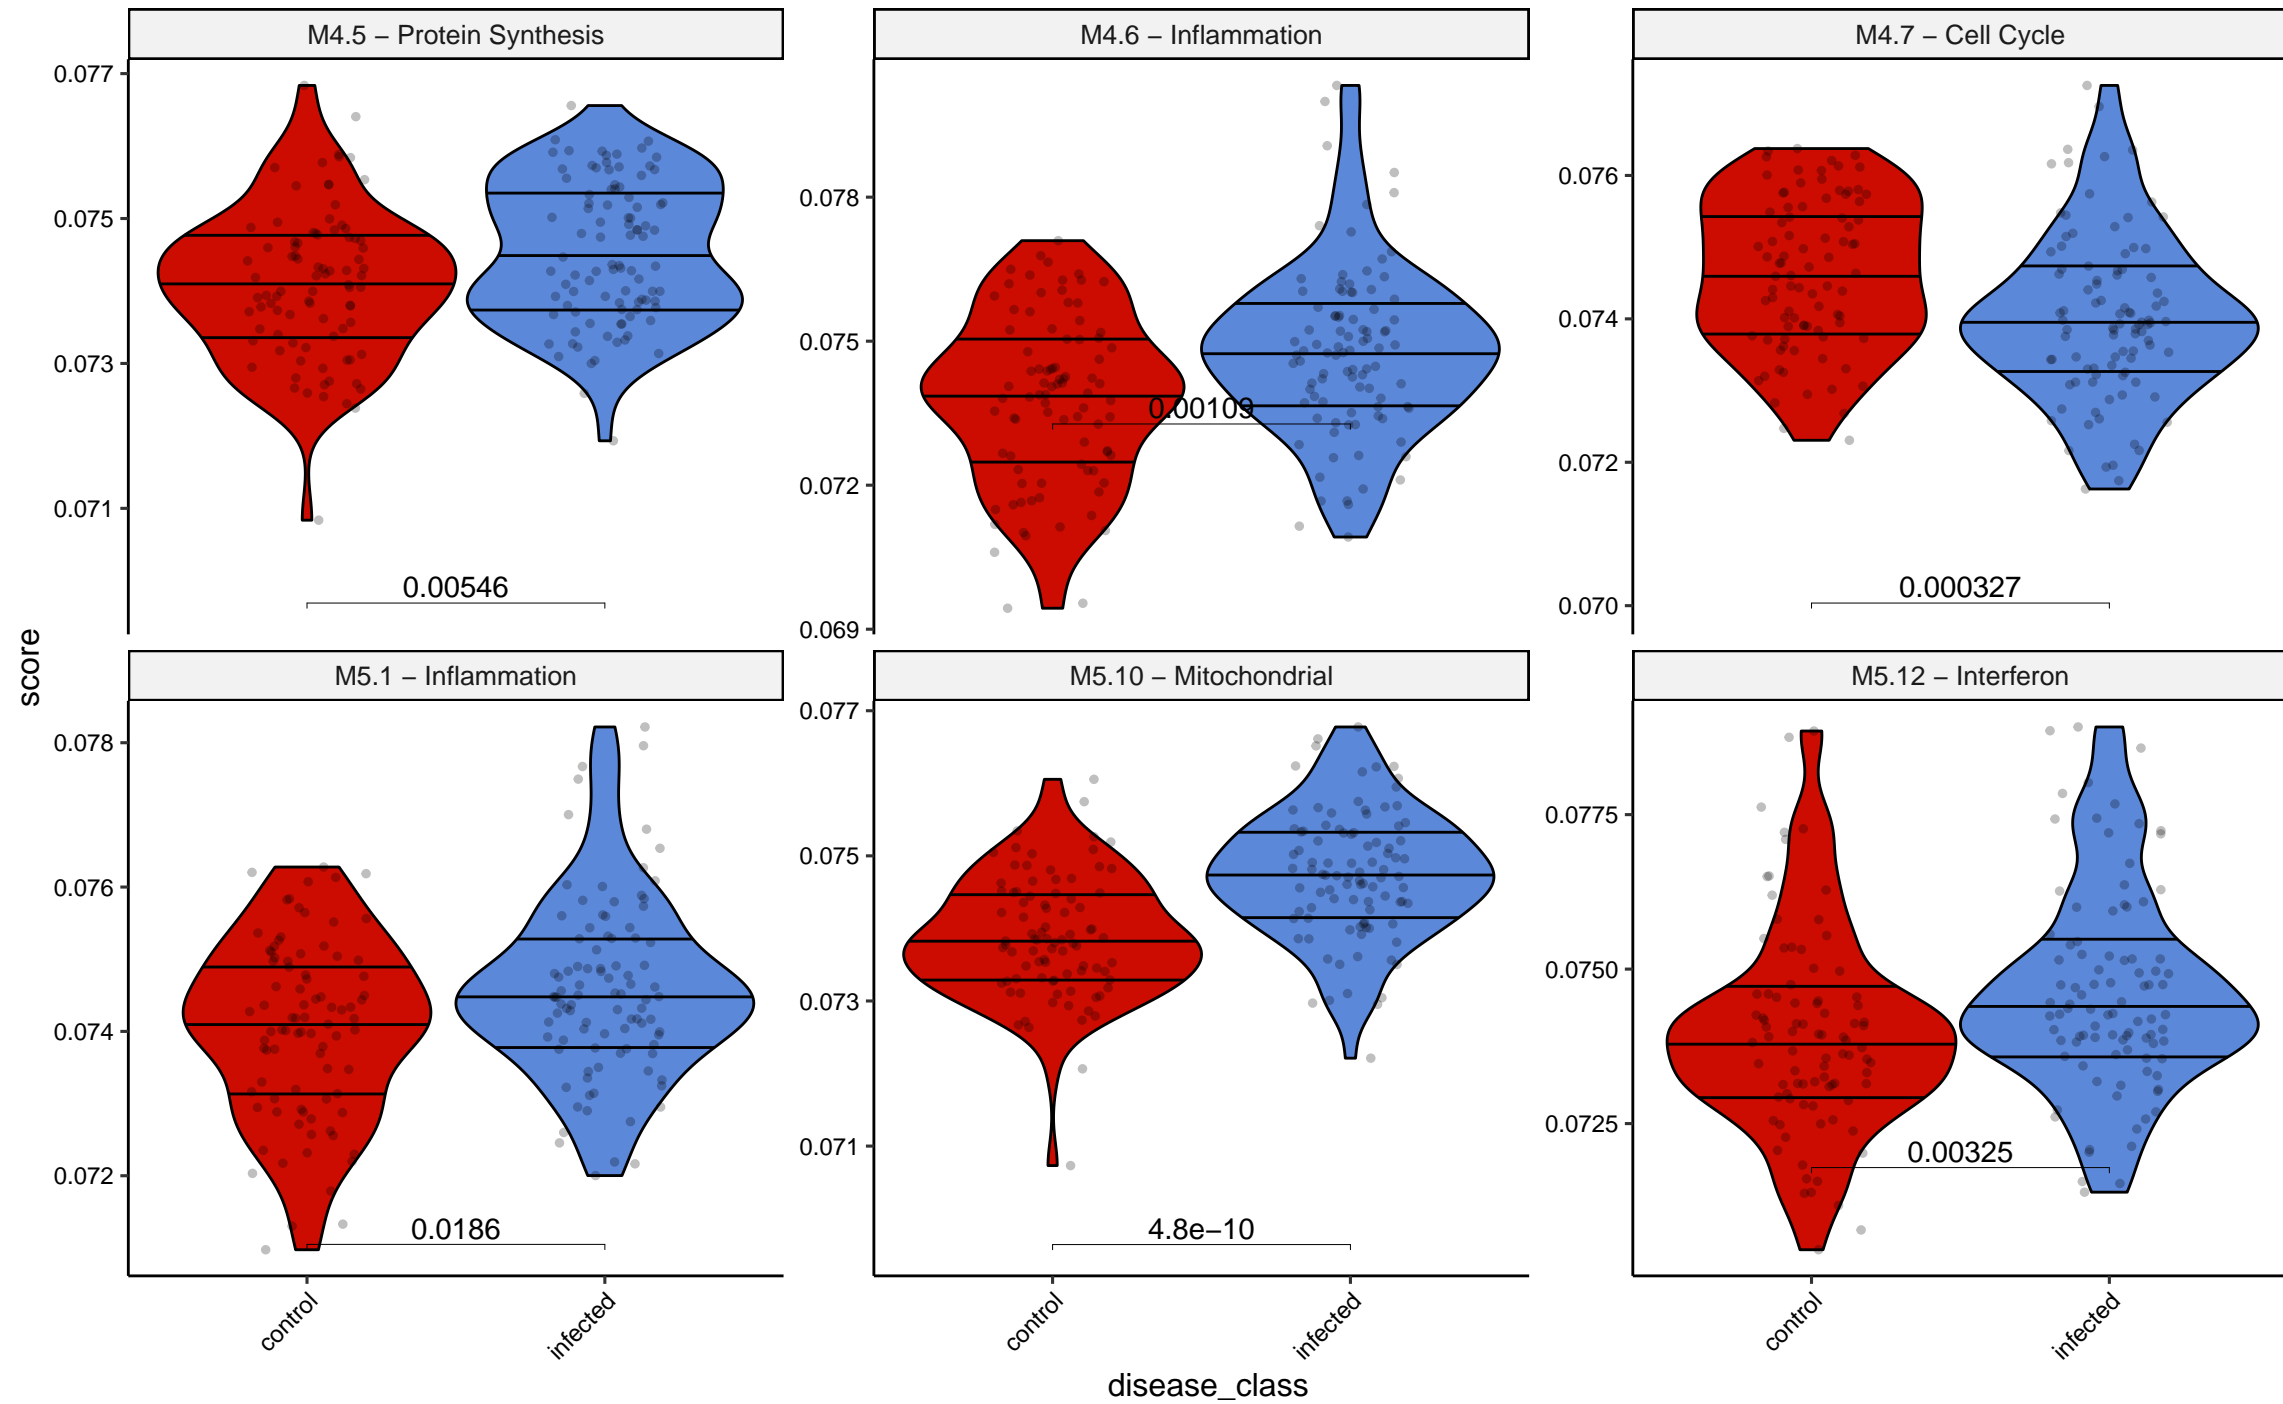 M4.5 – Protein Synthesis
M4.6 – Inflammation
M4.7 – Cell Cycle
0.077
0.075
0.073
0.071
0.00546
0.078
0.075
0.072
0.069
0.00109
0.076
0.074
0.072
0.070
0.000327
score
M5.1 – Inflammation
M5.10 – Mitochondrial
M5.12 – Interferon
0.078
0.076
0.074
0.072
0.0186
0.077
0.075
0.073
0.071
4.8e−10
0.0775
0.0750
0.0725
0.00325
control
infected
control
infected
control
infected
disease_class